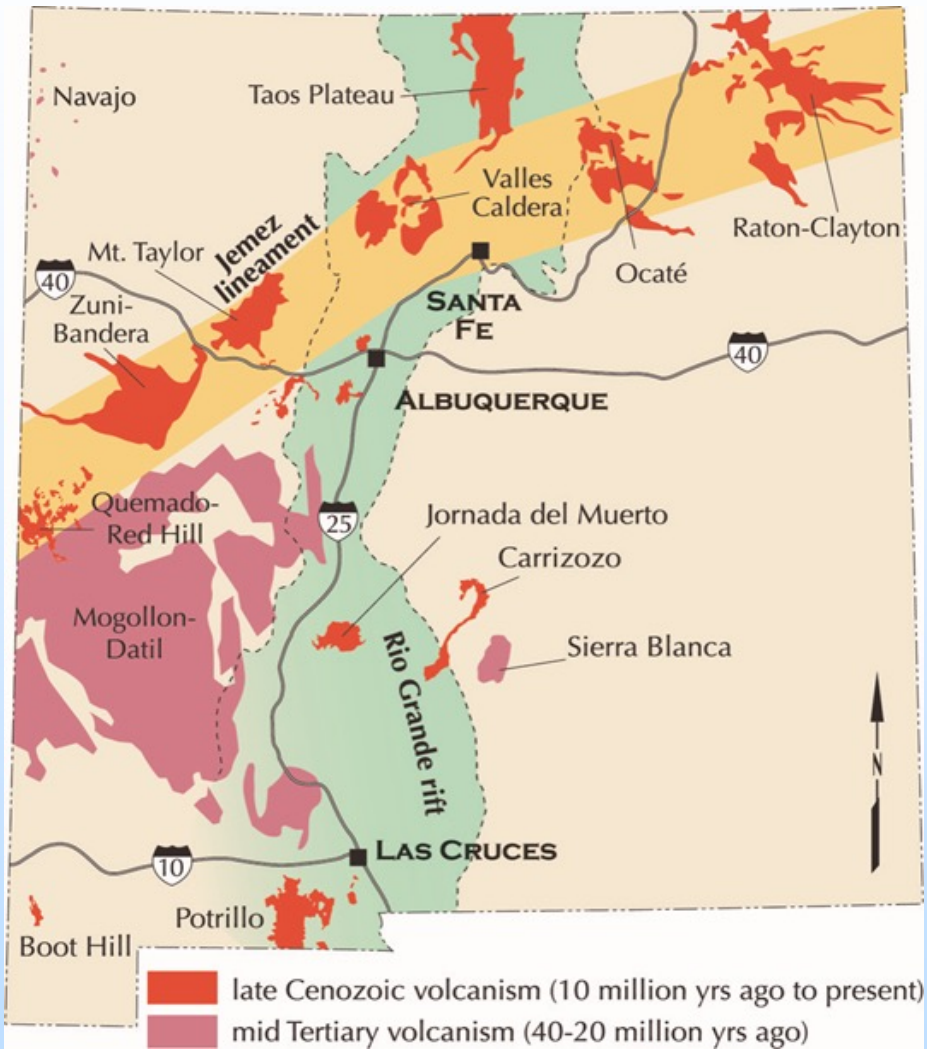 Navajo
Taos Plateau
Valles
Caldera
Raton-Clayton
Ocaté
Jemez
lineament
Mt. Taylor
40
Zuni-
Bandera
SANTA
FE
40
ALBUQUERQUE
Quemado-
Red Hill
25
Jornada del Muerto
Carrizozo
Mogollon-
Datil
Sierra Blanca
Rio Grande rift
N
LAS CRUCES
10
Potrillo
Boot Hill
late Cenozoic volcanism (10 million yrs ago to present)
mid Tertiary volcanism (40-20 million yrs ago)